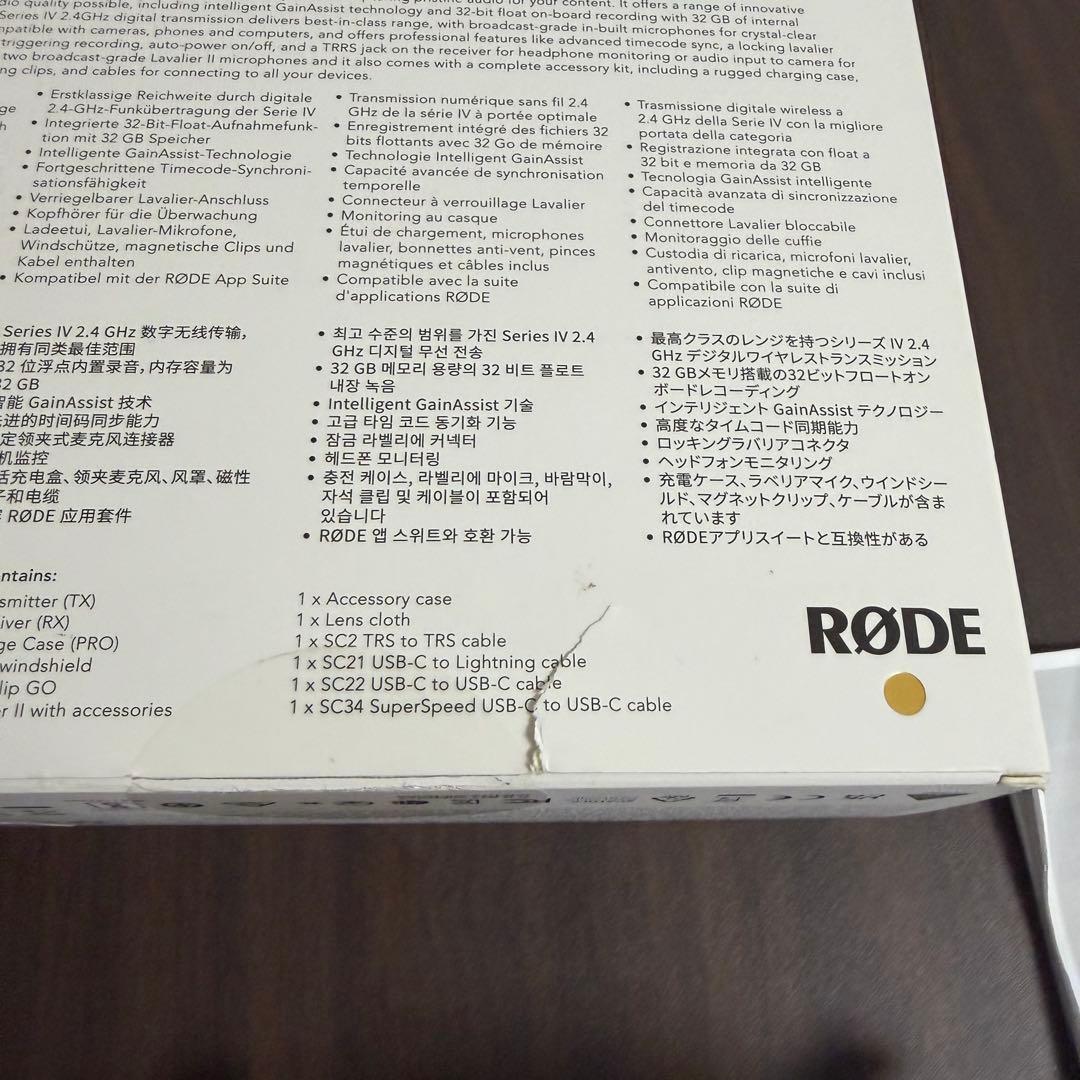 dio quality possible, including intelligent GainAssist technology and 32-bit float on-board recording with 32 GB of internal
Series IV 2.4GHz digital transmission delivers best-in-class range, with broadcast-grade in-built microphones for crystal-clear
mpatible with cameras, phones and computers, and offers professional features like advanced timecode sync, a locking lavalier
triggering recording, auto-power on/off, and a TRRS jack on the receiver for headphone monitoring or audio input to camera for
two broadcast-grade Lavalier II microphones and it also comes with a complete accessory kit, including a rugged charging case,
ng clips, and cables for connecting to all your devices.
• Erstklassige Reichweite durch digitale
2.4-GHz-Funkübertragung der Serie IV
• Integrierte 32-Bit-Float-Aufnahmefunk-
tion mit 32 GB Speicher
• Intelligente GainAssist-Technologie
• Fortgeschrittene Timecode-Synchroni-
sationsfähigkeit
• Verriegelbarer Lavalier-Anschluss
• Kopfhörer für die Überwachung
• Ladeetui, Lavalier-Mikrofone,
Windschütze, magnetische Clips und
Kabel enthalten
• Kompatibel mit der RØDE App Suite
• Transmission numérique sans fil 2.4
GHz de la série IV à portée optimale
• Enregistrement intégré des fichiers 32
bits flottants avec 32 Go de mémoire
• Technologie Intelligent GainAssist
• Capacité avancée de synchronisation
temporelle
• Connecteur à verrouillage Lavalier
• Monitoring au casque
• Étui de chargement, microphones
lavalier, bonnettes anti-vent, pinces
magnétiques et câbles inclus
• Compatible avec la suite
d'applications RØDE
• Trasmissione digitale wireless a
2.4 GHz della Serie IV con la migliore
portata della categoria
• Registrazione integrata con float a
32 bit e memoria da 32 GB
• Tecnologia GainAssist intelligente
• Capacità avanzata di sincronizzazione
del timecode
• Connettore Lavalier bloccabile
• Monitoraggio delle cuffie
• Custodia di ricarica, microfoni lavalier,
antivento, clip magnetiche e cavi inclusi
• Compatibile con la suite di
applicazioni RØDE
Series IV 2.4 GHz 数字无线传输，
拥有同类最佳范围
32 位浮点内置录音，内存容量为
32 GB
智能 GainAssist 技术
先进的时间码同步能力
定领夹式麦克风连接器
机监控
括充电盒、领夹麦克风、风罩、磁性
子和电缆
RØDE 应用套件
• 최고 수준의 범위를 가진 Series IV 2.4
GHz 디지털 무선 전송
• 32 GB 메모리 용량의 32 비트 플로트
내장 녹음
• Intelligent GainAssist 기술
• 고급 타임 코드 동기화 기능
• 잠금 라벨리에 커넥터
• 헤드폰 모니터링
• 충전 케이스, 라벨리에 마이크, 바람막이,
자석 클립 및 케이블이 포함되어
있습니다
• RØDE 앱 스위트와 호환 가능
• 最高クラスのレンジを持つシリーズ IV 2.4
GHz デジタルワイヤレストランスミッション
• 32 GBメモリ搭載の32ビットフロートオン
ボードレコーディング
• インテリジェント GainAssist テクノロジー
• 高度なタイムコード同期能力
• ロッキングラバリアコネクタ
• ヘッドフォンモニタリング
• 充電ケース、ラベリアマイク、ウインドシー
ルド、マグネットクリップ、ケーブルが含ま
れています
• RØDEアプリスイートと互換性がある
ntains:
smitter (TX)
iver (RX)
ge Case (PRO)
windshield
lip GO
r II with accessories
1 x Accessory case
1 x Lens cloth
1 x SC2 TRS to TRS cable
1 x SC21 USB-C to Lightning cable
1 x SC22 USB-C to USB-C cable
1 x SC34 SuperSpeed USB-C to USB-C cable
RØDE